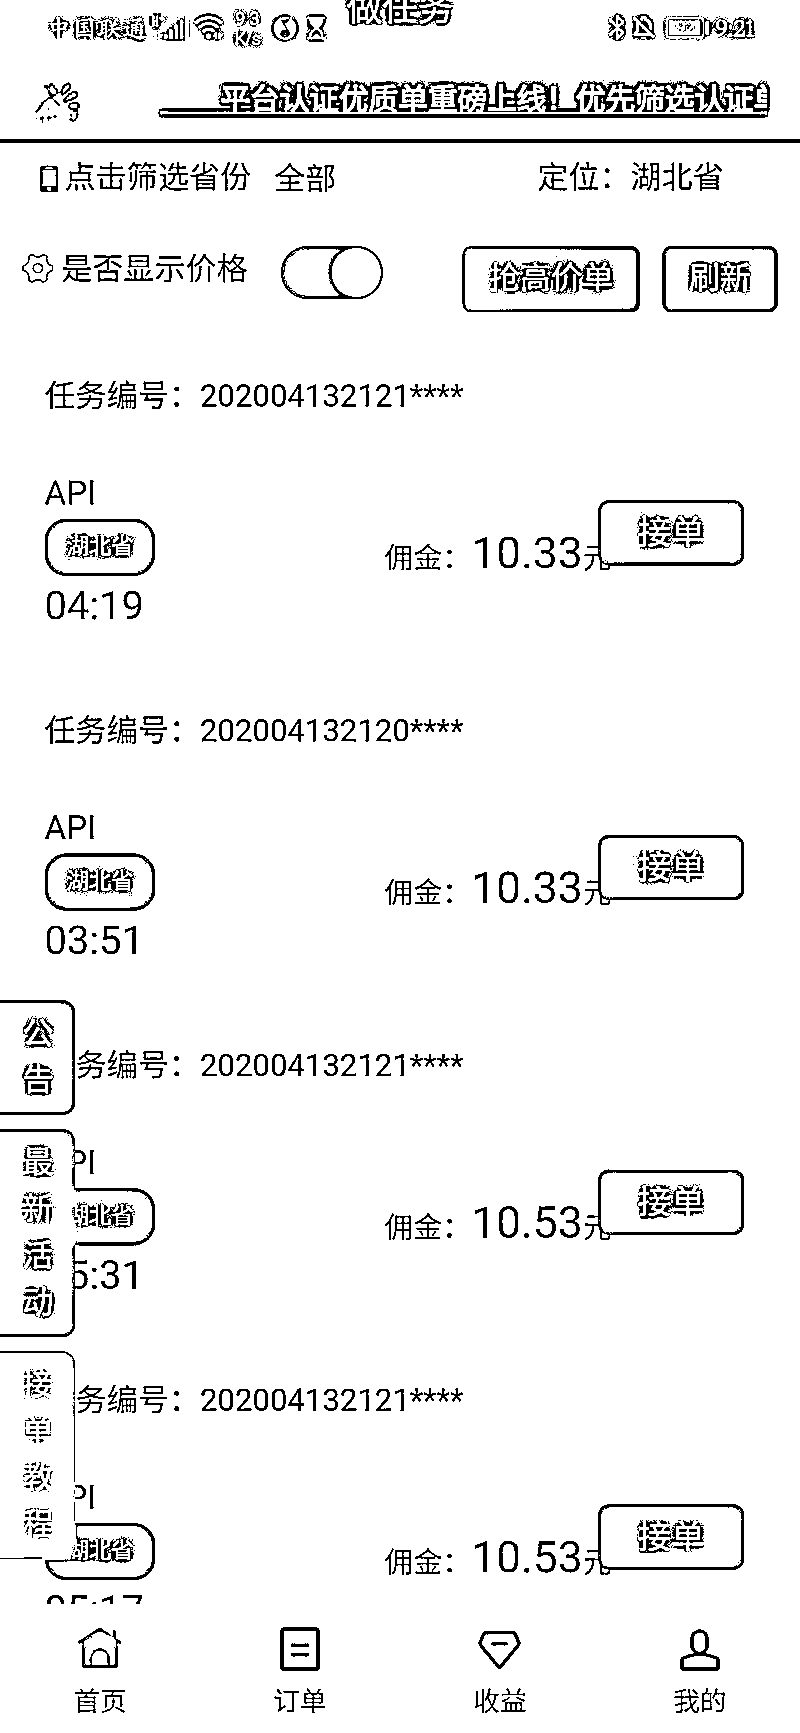 中国联通 93 K/s 9:21
做任务
平台认证优质单重磅上线！优先筛选认证单
点击筛选省份 全部 定位：湖北省
是否显示价格 抢高价单 刷新
任务编号：202004132121****
API
湖北省 佣金：10.33元 接单
04:19
任务编号：202004132120****
API
湖北省 佣金：10.33元 接单
03:51
公告
务编号：202004132121****
最新活动
PI
湖北省 佣金：10.53元 接单
5:31
接单教程
务编号：202004132121****
PI
湖北省 佣金：10.53元 接单
05:17
首页 订单 收益 我的